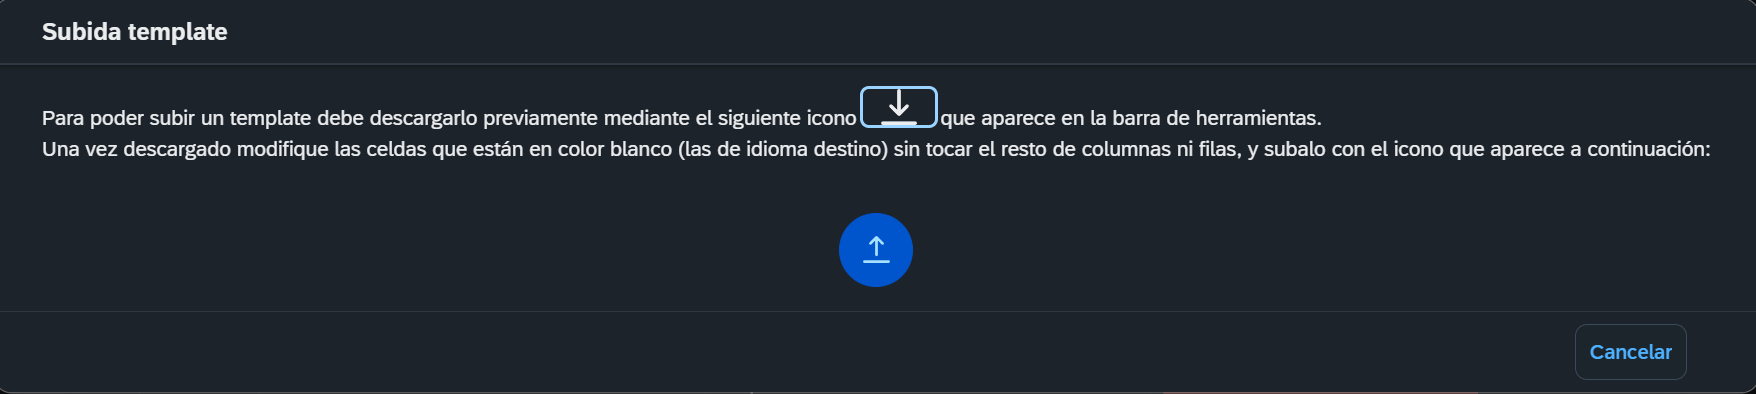 Subida template
Para poder subir un template debe descargarlo previamente mediante el siguiente icono que aparece en la barra de herramientas.
Una vez descargado modifique las celdas que están en color blanco (las de idioma destino) sin tocar el resto de columnas ni filas, y subalo con el icono que aparece a continuación:
Cancelar